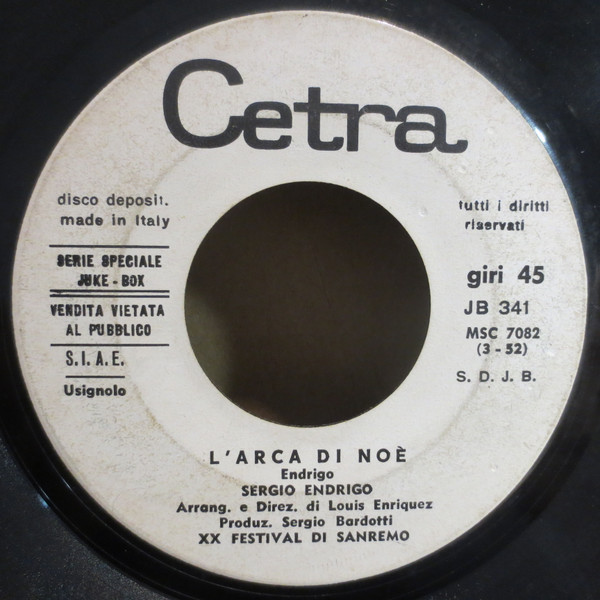 Cetra
disco deposit.
made in Italy
SERIE SPECIALE
JUKE-BOX
VENDITA VIETATA
AL PUBBLICO
S.I.A.E.
Usignolo
tutti i diritti
riservati
giri 45
JB 341
MSC 7082
(3-52)
S. D. J. B.
L'ARCA DI NOÈ
Endrigo
SERGIO ENDRIGO
Arrang. e Direz. di Louis Enriquez
Produz. Sergio Bardotti
XX FESTIVAL DI SANREMO